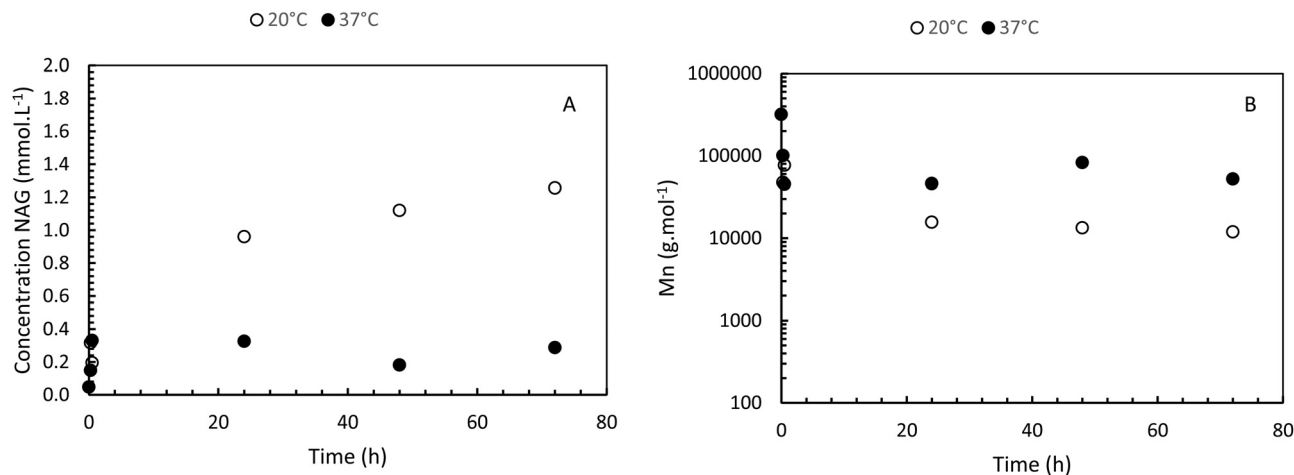 ○ 20°C ● 37°C
A
Concentration NAG (mmol.L⁻¹)
2.0
1.8
1.6
1.4
1.2
1.0
0.8
0.6
0.4
0.2
0.0
0 20 40 60 80
Time (h)
○ 20°C ● 37°C
B
Mn (g.mol⁻¹)
1000000
100000
10000
1000
100
0 20 40 60 80
Time (h)